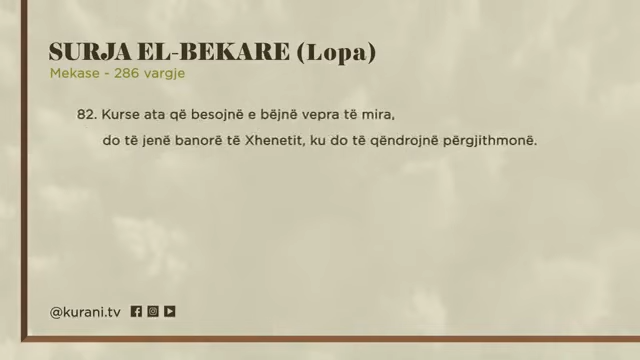 SURJA EL-BEKARE (Lopa)
Mekase - 286 vargje
82. Kurse ata që besojnë e bëjnë vepra të mira,
do të jenë banorë të Xhenetit, ku do të qëndrojnë përgjithmonë.
@kurani.tv